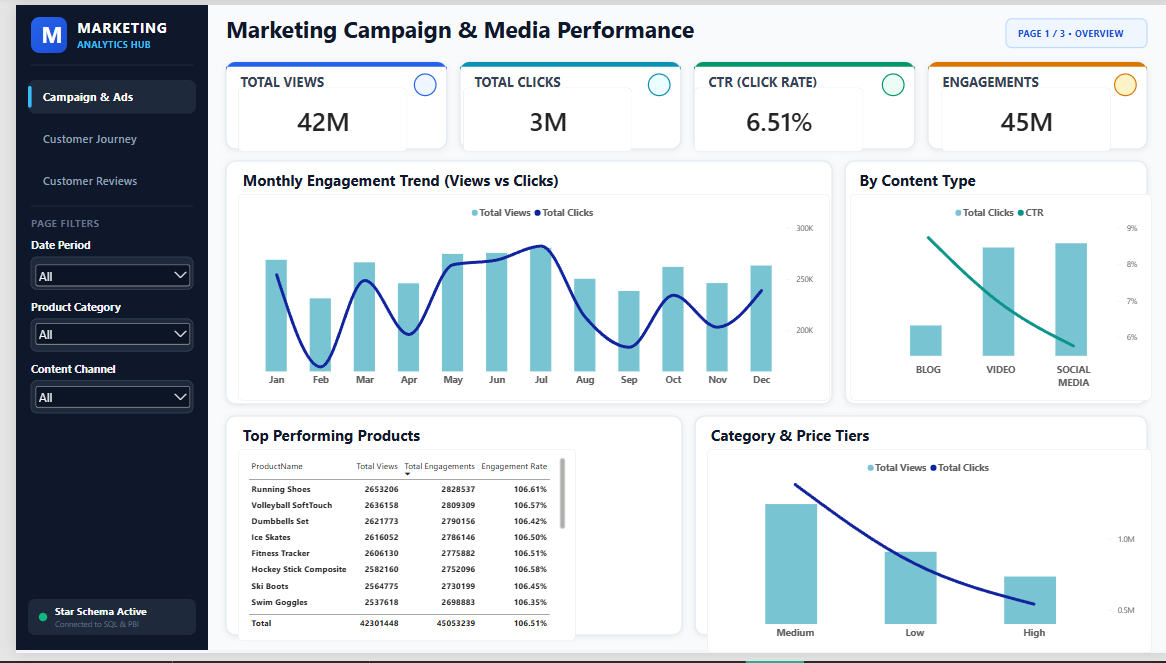 M
MARKETING
ANALYTICS HUB
Campaign & Ads
Customer Journey
Customer Reviews
PAGE FILTERS
Date Period
All
Product Category
All
Content Channel
All
Star Schema Active
Connected to SQL & PBI
Marketing Campaign & Media Performance
PAGE 1 / 3 • OVERVIEW
TOTAL VIEWS
42M
TOTAL CLICKS
3M
CTR (CLICK RATE)
6.51%
ENGAGEMENTS
45M
Monthly Engagement Trend (Views vs Clicks)
Total Views Total Clicks
300K
250K
200K
Jan Feb Mar Apr May Jun Jul Aug Sep Oct Nov Dec
By Content Type
Total Clicks CTR
9%
8%
7%
6%
BLOG VIDEO SOCIAL
MEDIA
Top Performing Products
ProductName Total Views Total Engagements Engagement Rate
Running Shoes 2653206 2828537 106.61%
Volleyball SoftTouch 2636158 2809309 106.57%
Dumbbells Set 2621773 2790156 106.42%
Ice Skates 2616052 2786146 106.50%
Fitness Tracker 2606130 2775882 106.51%
Hockey Stick Composite 2582160 2752096 106.58%
Ski Boots 2564775 2730199 106.45%
Swim Goggles 2537618 2698883 106.35%
Total 42301448 45053239 106.51%
Category & Price Tiers
Total Views Total Clicks
1.0M
0.5M
Medium Low High